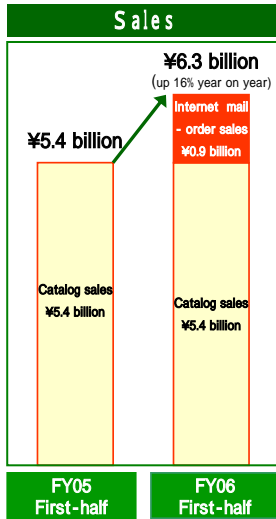 Sales
¥6.3 billion
(up 16% year on year)
¥5.4 billion
Internet mail
- order sales
¥0.9 billion
Catalog sales
¥5.4 billion
Catalog sales
¥5.4 billion
FY05
First-half
FY06
First-half